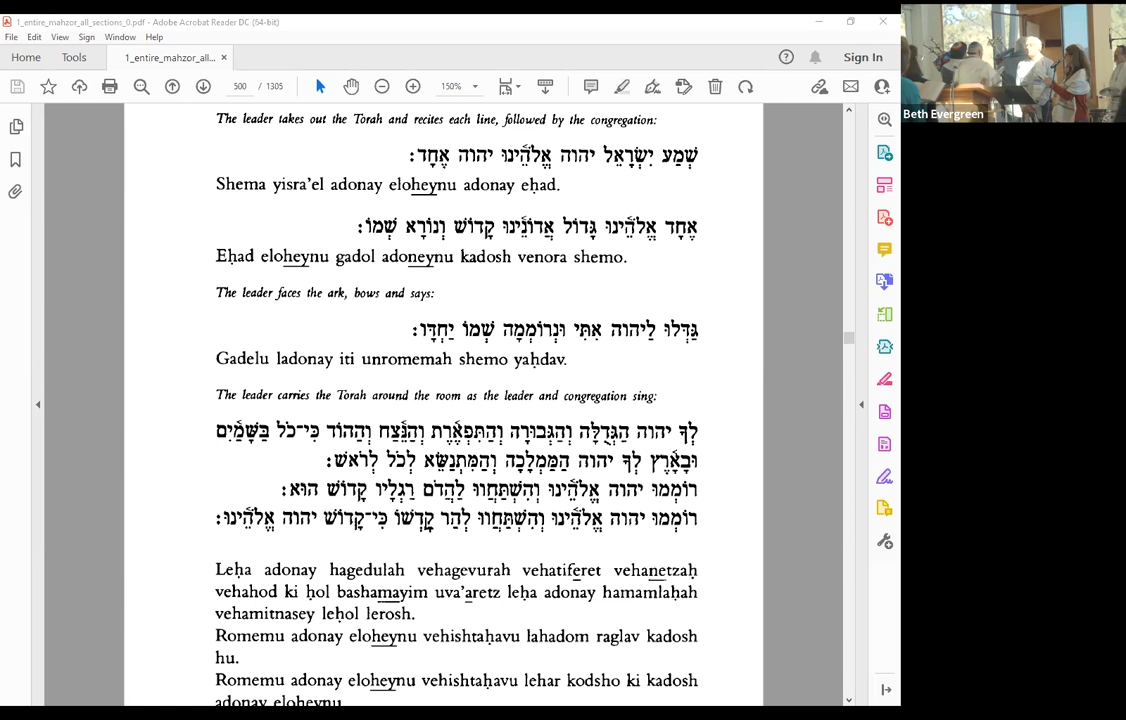 1_entire_mahzor_all_sections_0.pdf - Adobe Acrobat Reader DC (64-bit)
File Edit View Sign Window Help
Home Tools 1_entire_mahzor_all... × Sign In
500 / 1305 150%
Beth Evergreen
The leader takes out the Torah and recites each line, followed by the congregation:
שְׁמַע יִשְׂרָאֵל יהוה אֱלֹהֵֽינוּ יהוה אֶחָד׃
Shema yisra’el adonay eloheynu adonay eḥad.
אֶחָד אֱלֹהֵֽינוּ גָּדוֹל אֲדוֹנֵֽינוּ קָדוֹשׁ וְנוֹרָא שְׁמוֹ׃
Eḥad eloheynu gadol adoneynu kadosh venora shemo.
The leader faces the ark, bows and says:
גַּדְּלוּ לַיהוה אִתִּי וּנְרוֹמְמָה שְׁמוֹ יַחְדָּו׃
Gadelu ladonay iti unromemah shemo yaḥdav.
The leader carries the Torah around the room as the leader and congregation sing:
לְךָ יהוה הַגְּדֻלָּה וְהַגְּבוּרָה וְהַתִּפְאֶֽרֶת וְהַנֵּֽצַח וְהַהוֹד כִּי־כֹל בַּשָּׁמַֽיִם
וּבָאָֽרֶץ לְךָ יהוה הַמַּמְלָכָה וְהַמִּתְנַשֵּׂא לְכֹל לְרֹאשׁ׃
רוֹמְמוּ יהוה אֱלֹהֵֽינוּ וְהִשְׁתַּחֲווּ לַהֲדֹם רַגְלָיו קָדוֹשׁ הוּא׃
רוֹמְמוּ יהוה אֱלֹהֵֽינוּ וְהִשְׁתַּחֲווּ לְהַר קָדְשׁוֹ כִּי־קָדוֹשׁ יהוה אֱלֹהֵֽינוּ׃
Leḥa adonay hagedulah vehagevurah vehatiferet vehanetzaḥ
vehahod ki ḥol bashamayim uva’aretz leḥa adonay hamamlaḥah
vehamitnasey leḥol lerosh.
Romemu adonay eloheynu vehishtaḥavu lahadom raglav kadosh
hu.
Romemu adonay eloheynu vehishtaḥavu lehar kodsho ki kadosh
adonay eloheynu.